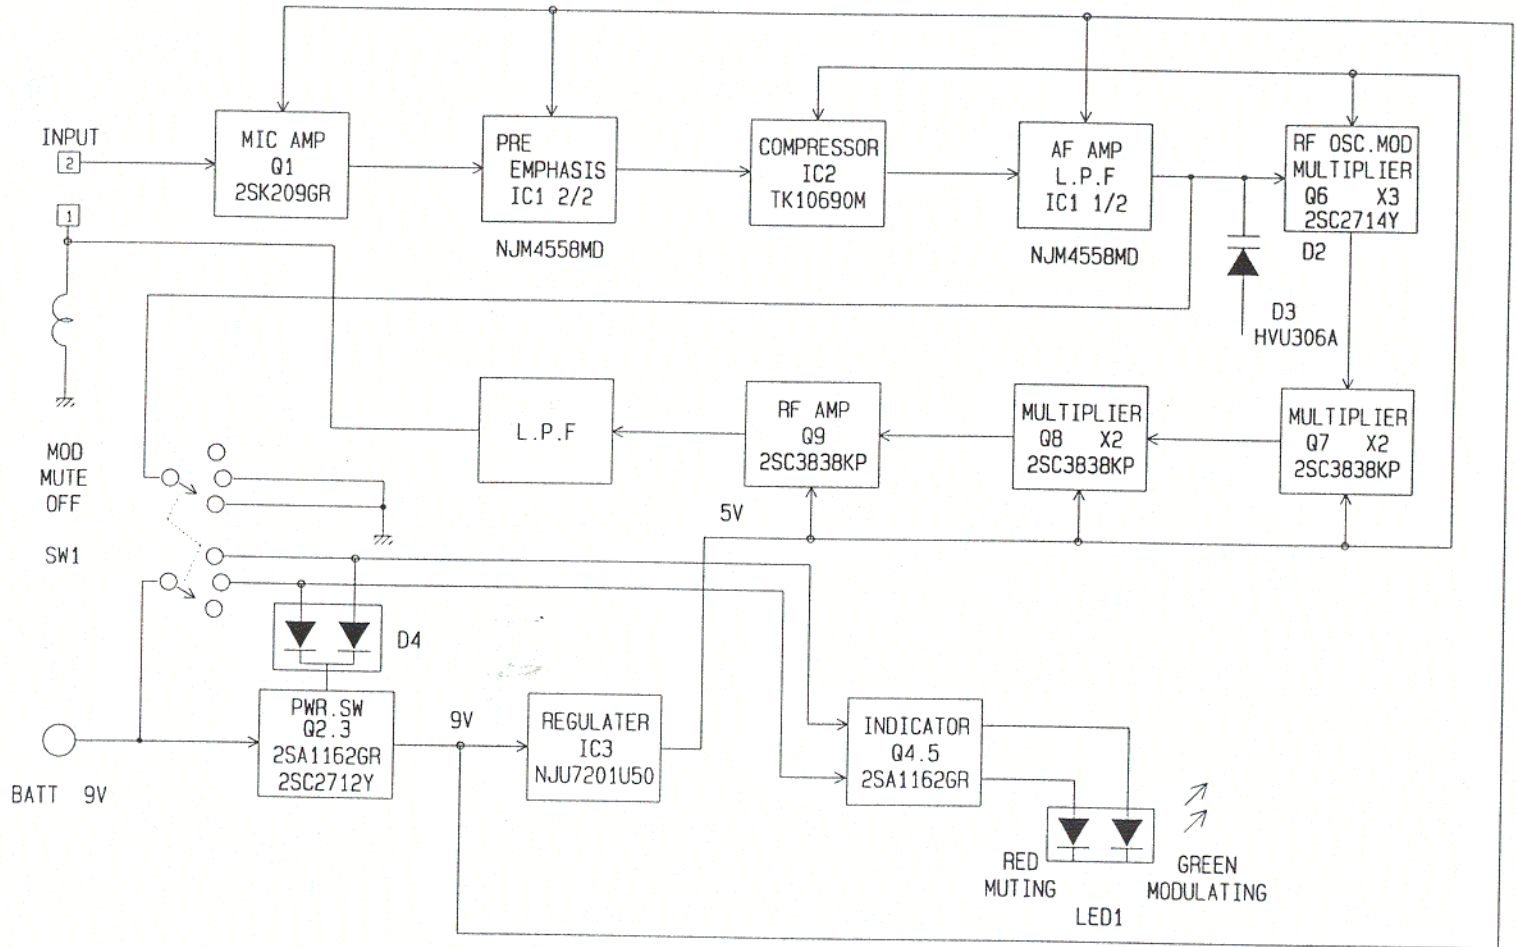 INPUT
2
1
MIC AMP
Q1
2SK209GR
PRE
EMPHASIS
IC1 2/2
NJM4558MD
COMPRESSOR
IC2
TK10690M
AF AMP
L.P.F
IC1 1/2
NJM4558MD
RF OSC.MOD
MULTIPLIER
Q6 X3
2SC2714Y
D2
D3
HVU306A
L.P.F
RF AMP
Q9
2SC3838KP
MULTIPLIER
Q8 X2
2SC3838KP
MULTIPLIER
Q7 X2
2SC3838KP
MOD
MUTE
OFF
SW1
5V
D4
BATT 9V
PWR.SW
Q2.3
2SA1162GR
2SC2712Y
9V
REGULATER
IC3
NJU7201U50
INDICATOR
Q4.5
2SA1162GR
RED
MUTING
GREEN
MODULATING
LED1